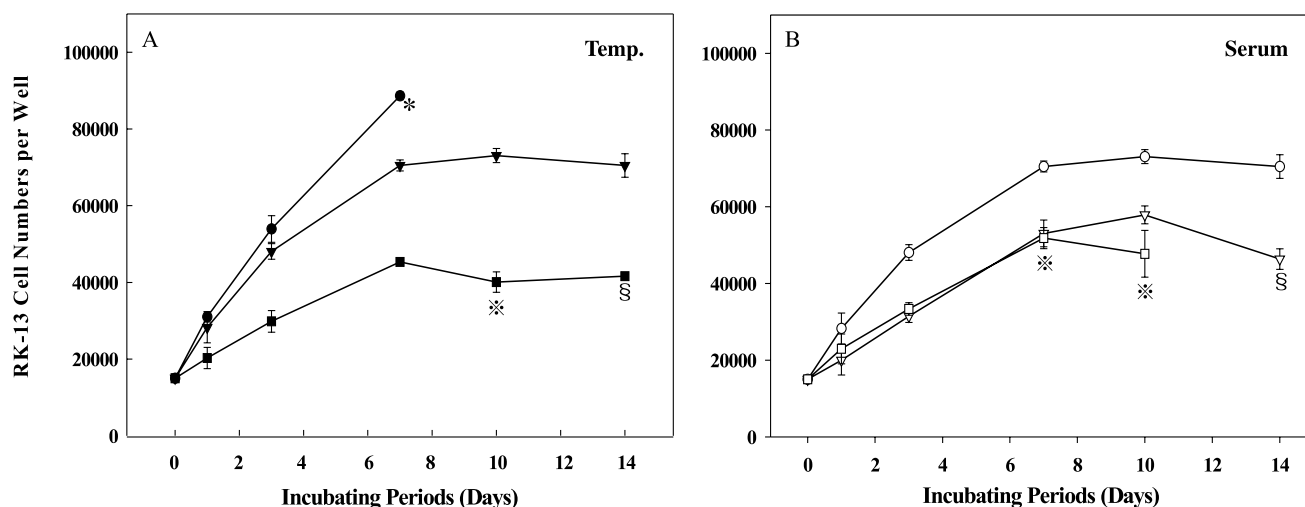 A
Temp.
100000
80000
60000
40000
20000
0
RK-13 Cell Numbers per Well
*
※
§
0 2 4 6 8 10 12 14
Incubating Periods (Days)
B
Serum
100000
80000
60000
40000
20000
0
※
※
§
0 2 4 6 8 10 12 14
Incubating Periods (Days)